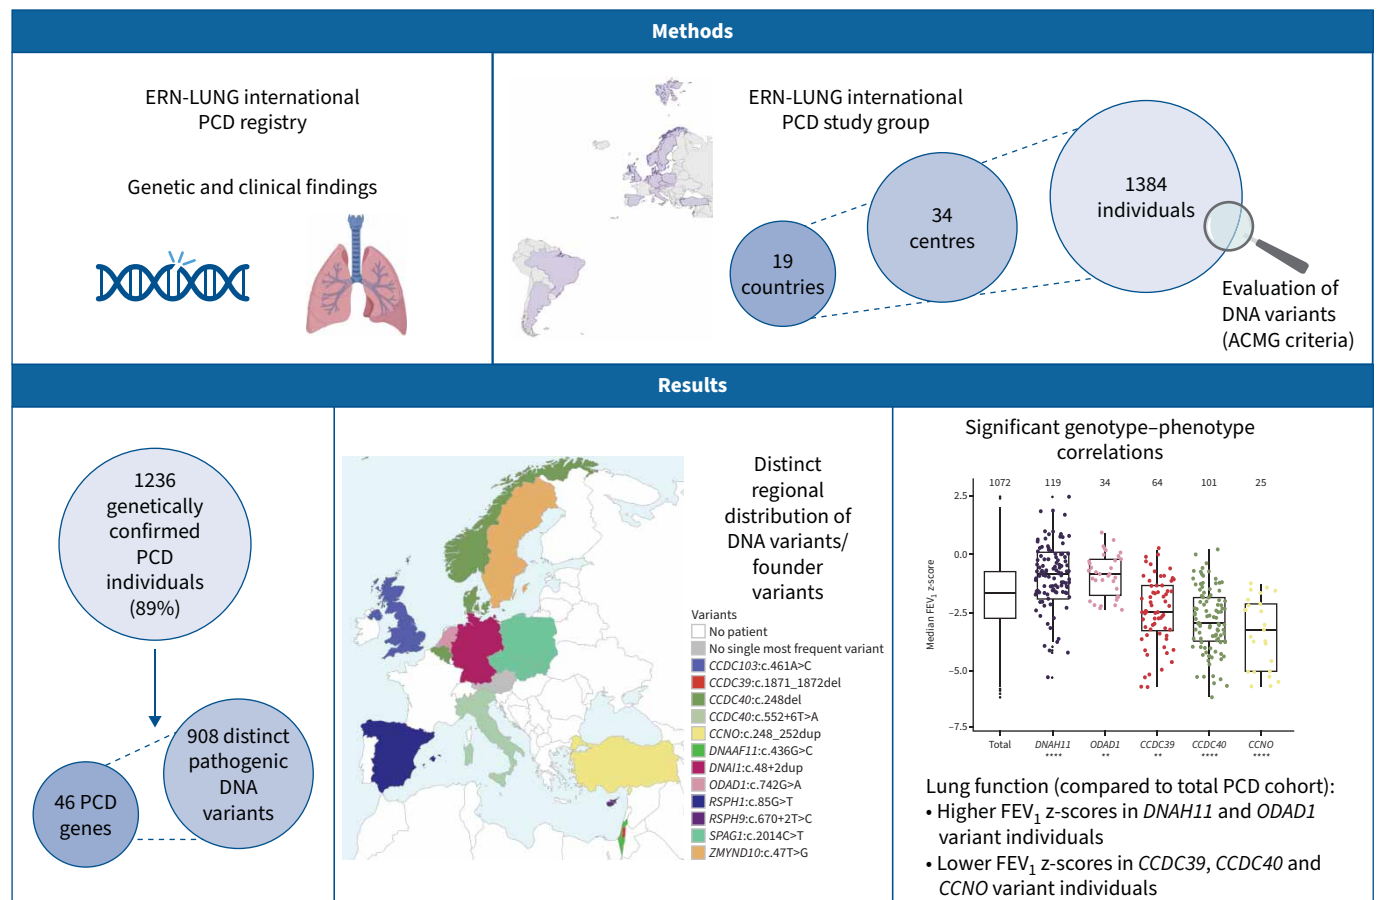 Methods
ERN-LUNG international
PCD registry
Genetic and clinical findings
ERN-LUNG international
PCD study group
19
countries
34
centres
1384
individuals
Evaluation of
DNA variants
(ACMG criteria)
Results
1236
genetically
confirmed
PCD
individuals
(89%)
908 distinct
pathogenic
DNA
variants
46 PCD
genes
Distinct
regional
distribution of
DNA variants/
founder
variants
Variants
No patient
No single most frequent variant
CCDC103:c.461A>C
CCDC39:c.1871_1872del
CCDC40:c.248del
CCDC40:c.552+6T>A
CCNO:c.248_252dup
DNAAF11:c.436G>C
DNAI1:c.48+2dup
ODAD1:c.742G>A
RSPH1:c.85G>T
RSPH9:c.670+2T>C
SPAG1:c.2014C>T
ZMYND10:c.47T>G
Significant genotype–phenotype
correlations
1072 119 34 64 101 25
2.5
0.0
−2.5
−5.0
−7.5
Median FEV1 z-score
Total DNAH11 ODAD1 CCDC39 CCDC40 CCNO
**** ** ** **** ****
Lung function (compared to total PCD cohort):
• Higher FEV1 z-scores in DNAH11 and ODAD1
variant individuals
• Lower FEV1 z-scores in CCDC39, CCDC40 and
CCNO variant individuals